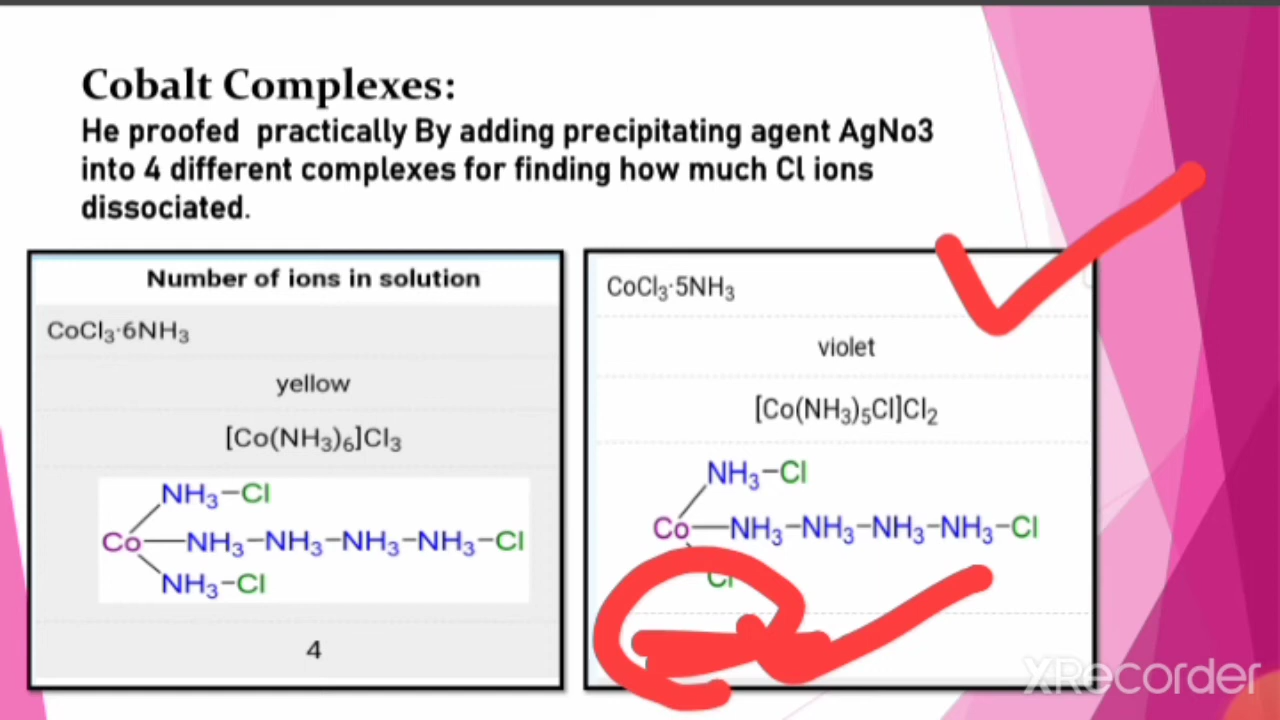 Cobalt Complexes:
He proofed practically By adding precipitating agent AgNo3
into 4 different complexes for finding how much Cl ions
dissociated.
Number of ions in solution
CoCl₃·6NH₃
yellow
[Co(NH₃)₆]Cl₃
NH₃–Cl
Co–NH₃–NH₃–NH₃–NH₃–Cl
NH₃–Cl
4
CoCl₃·5NH₃
violet
[Co(NH₃)₅Cl]Cl₂
NH₃–Cl
Co–NH₃–NH₃–NH₃–NH₃–Cl
Cl
XRecorder